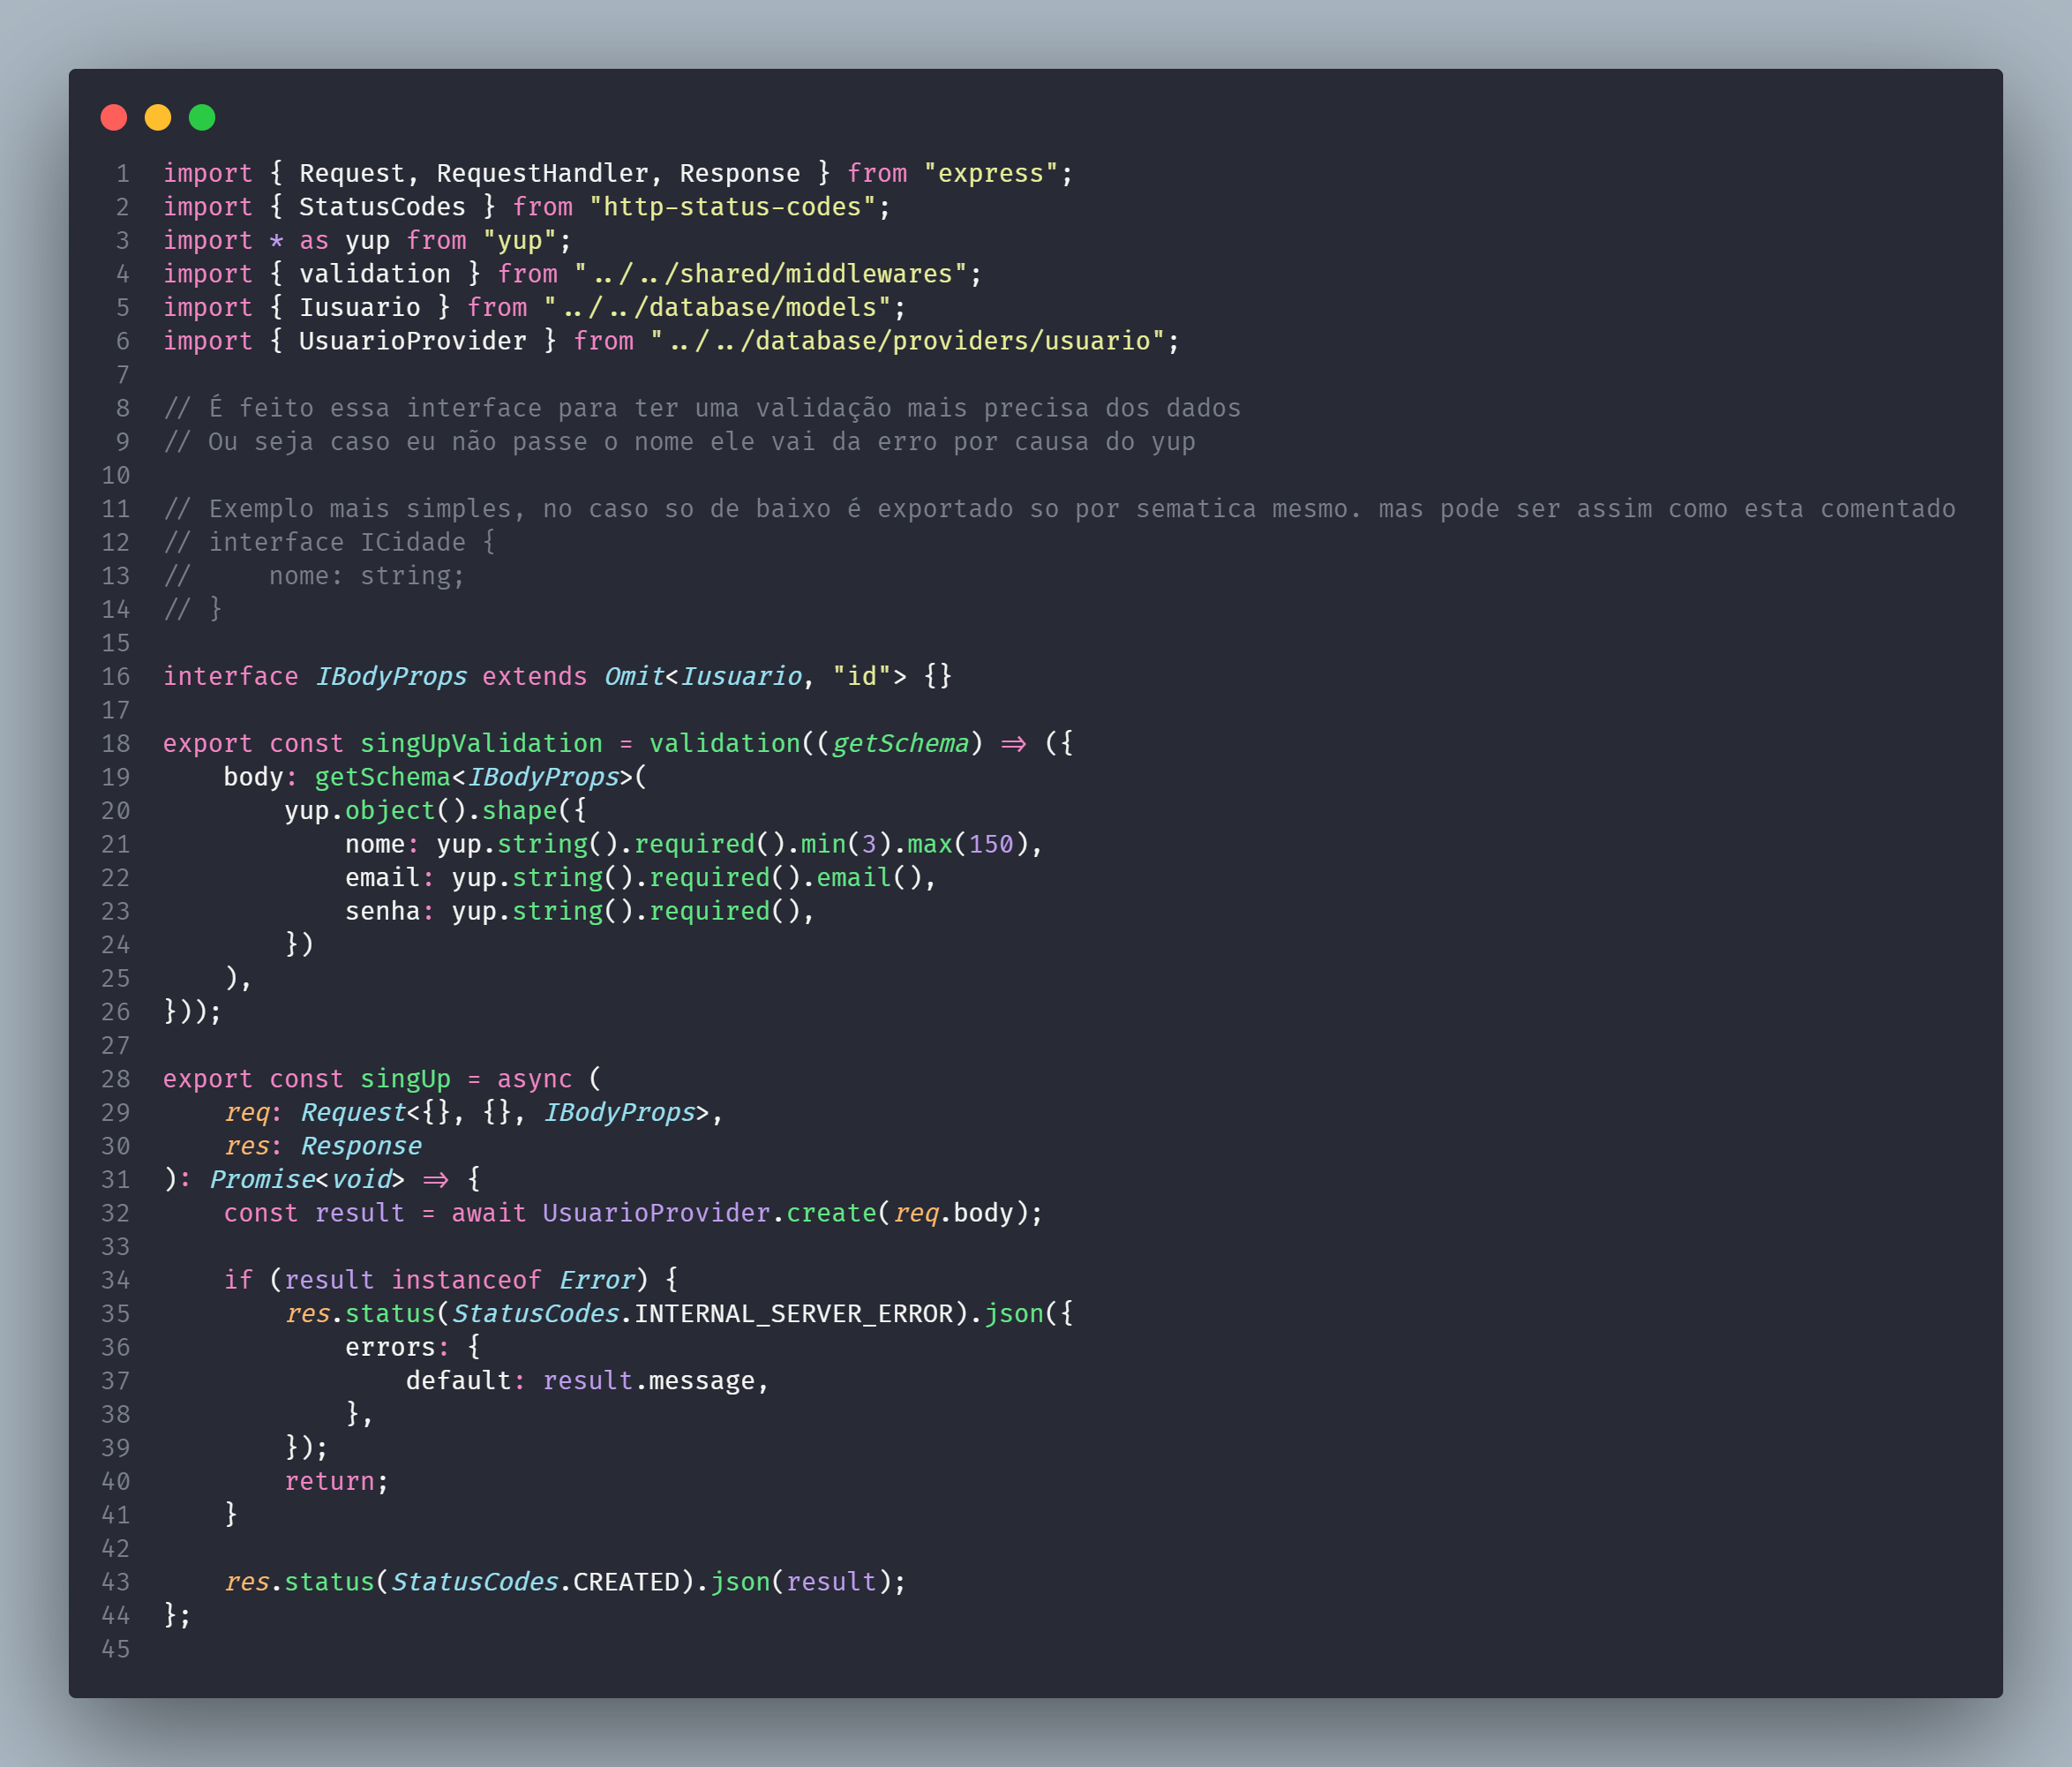 1 import { Request, RequestHandler, Response } from "express";
2 import { StatusCodes } from "http-status-codes";
3 import * as yup from "yup";
4 import { validation } from "../../shared/middlewares";
5 import { Iusuario } from "../../database/models";
6 import { UsuarioProvider } from "../../database/providers/usuario";
7
8 // É feito essa interface para ter uma validação mais precisa dos dados
9 // Ou seja caso eu não passe o nome ele vai da erro por causa do yup
10
11 // Exemplo mais simples, no caso so de baixo é exportado so por sematica mesmo. mas pode ser assim como esta comentado
12 // interface ICidade {
13 //     nome: string;
14 // }
15
16 interface IBodyProps extends Omit<Iusuario, "id"> {}
17
18 export const singUpValidation = validation((getSchema) => ({
19     body: getSchema<IBodyProps>(
20         yup.object().shape({
21             nome: yup.string().required().min(3).max(150),
22             email: yup.string().required().email(),
23             senha: yup.string().required(),
24         })
25     ),
26 }));
27
28 export const singUp = async (
29     req: Request<{}, {}, IBodyProps>,
30     res: Response
31 ): Promise<void> => {
32     const result = await UsuarioProvider.create(req.body);
33
34     if (result instanceof Error) {
35         res.status(StatusCodes.INTERNAL_SERVER_ERROR).json({
36             errors: {
37                 default: result.message,
38             },
39         });
40         return;
41     }
42
43     res.status(StatusCodes.CREATED).json(result);
44 };
45